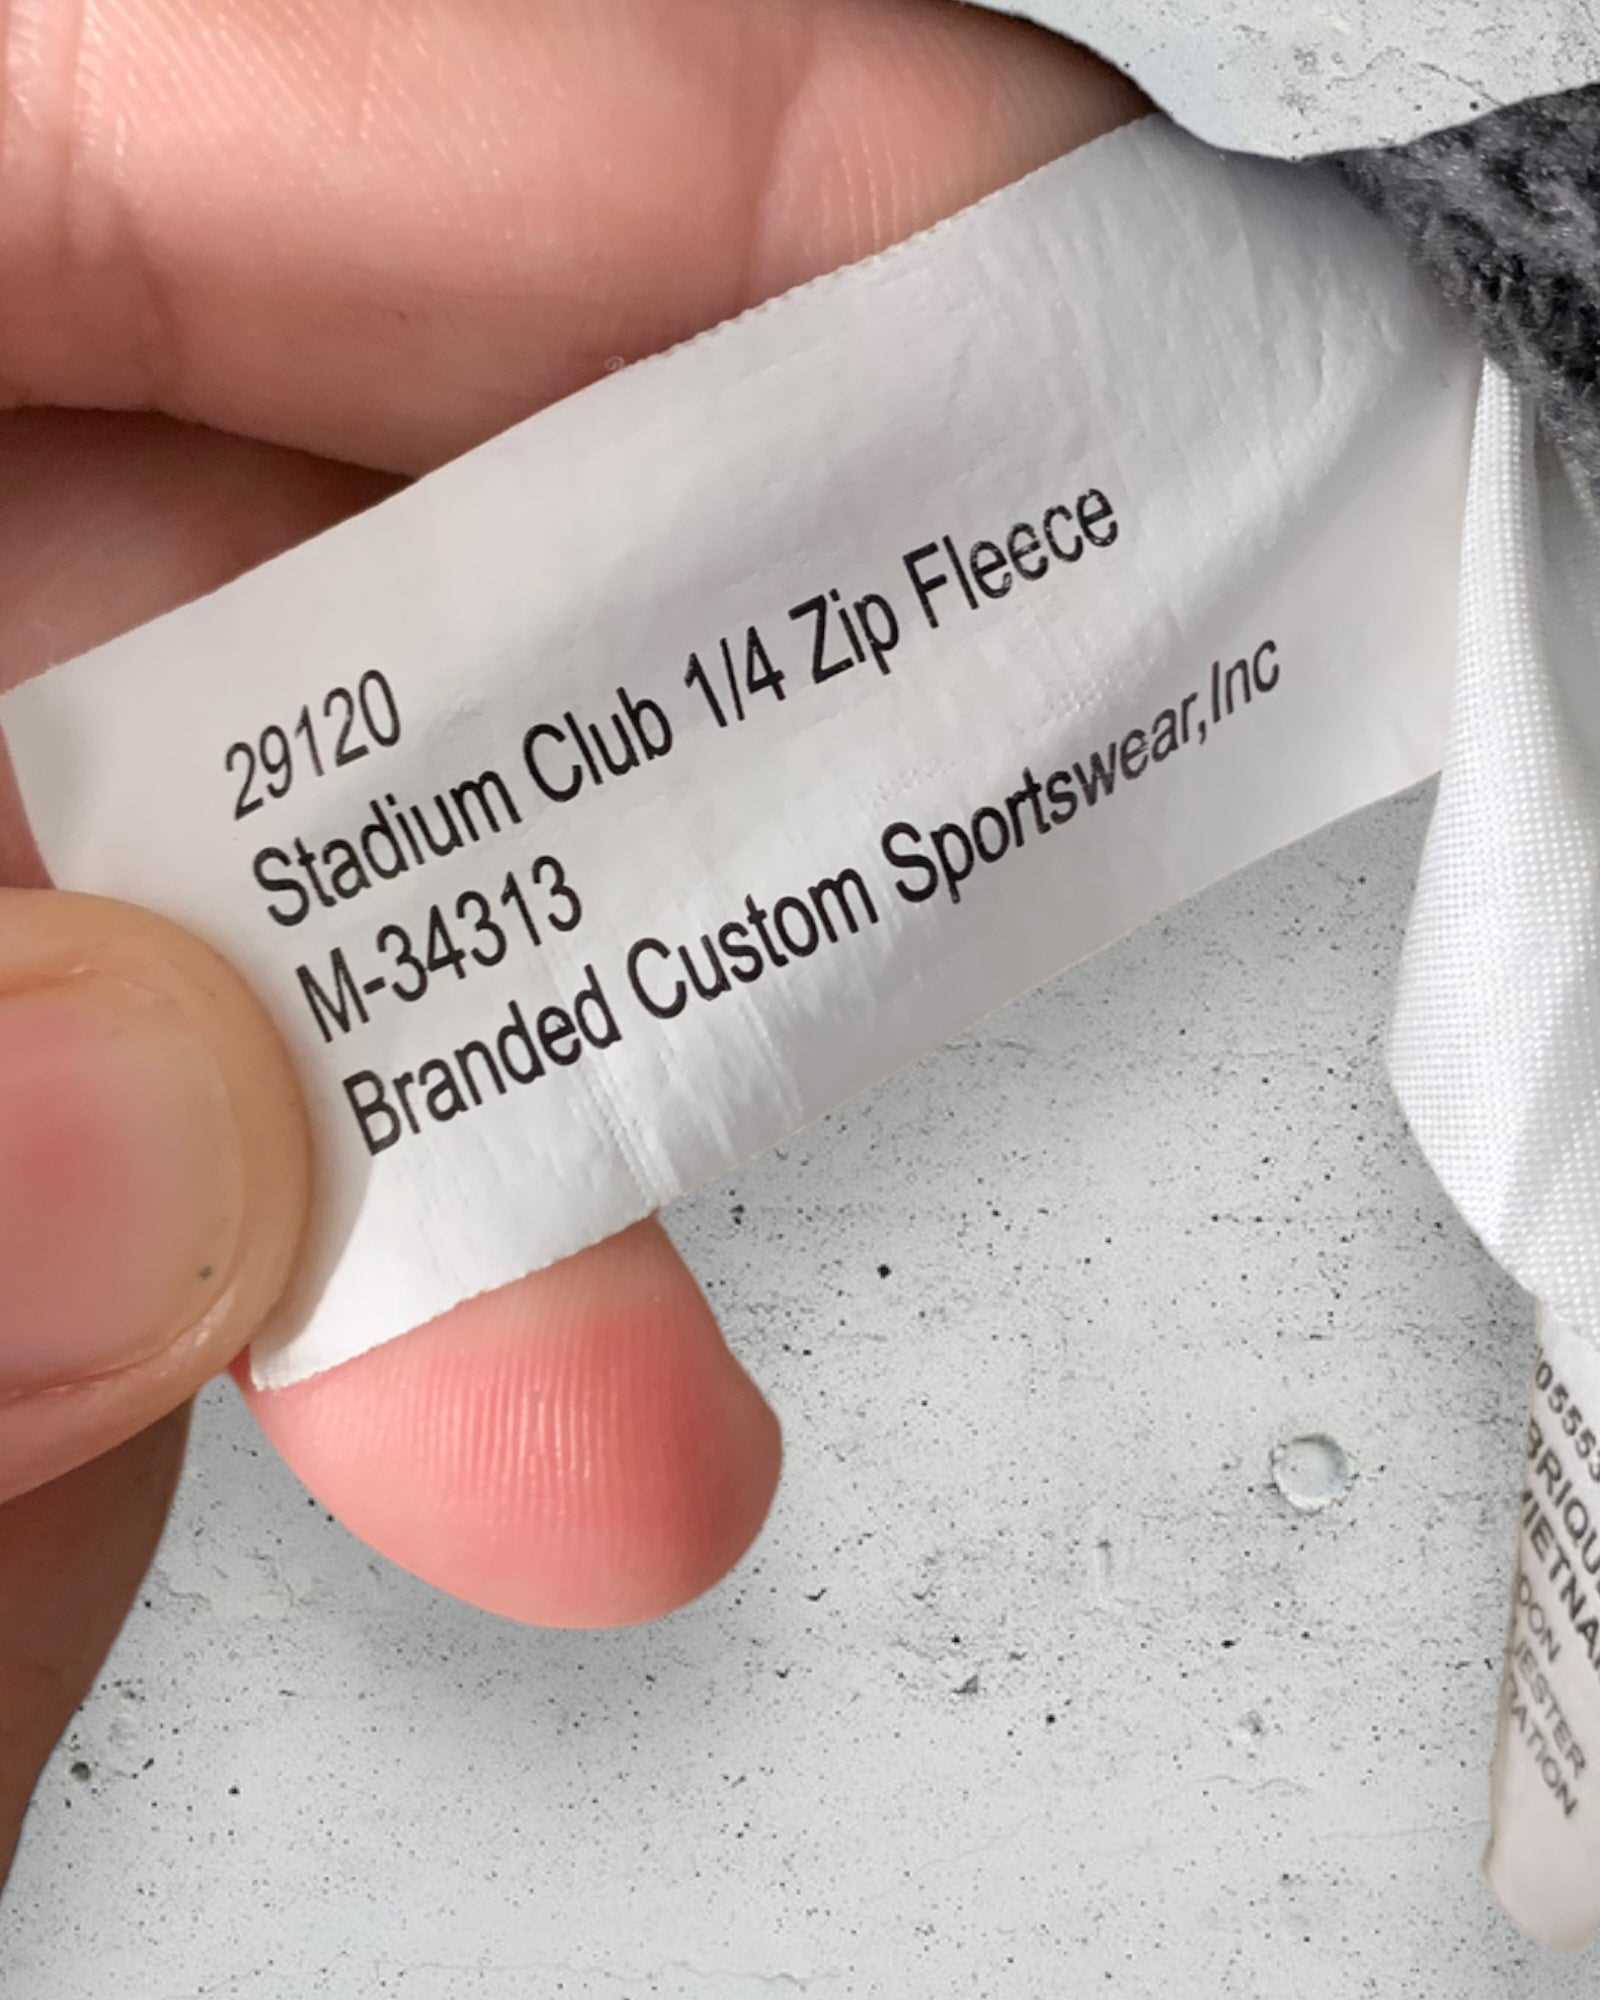 29120
Stadium Club 1/4 Zip Fleece
M-34313
Branded Custom Sportswear,Inc